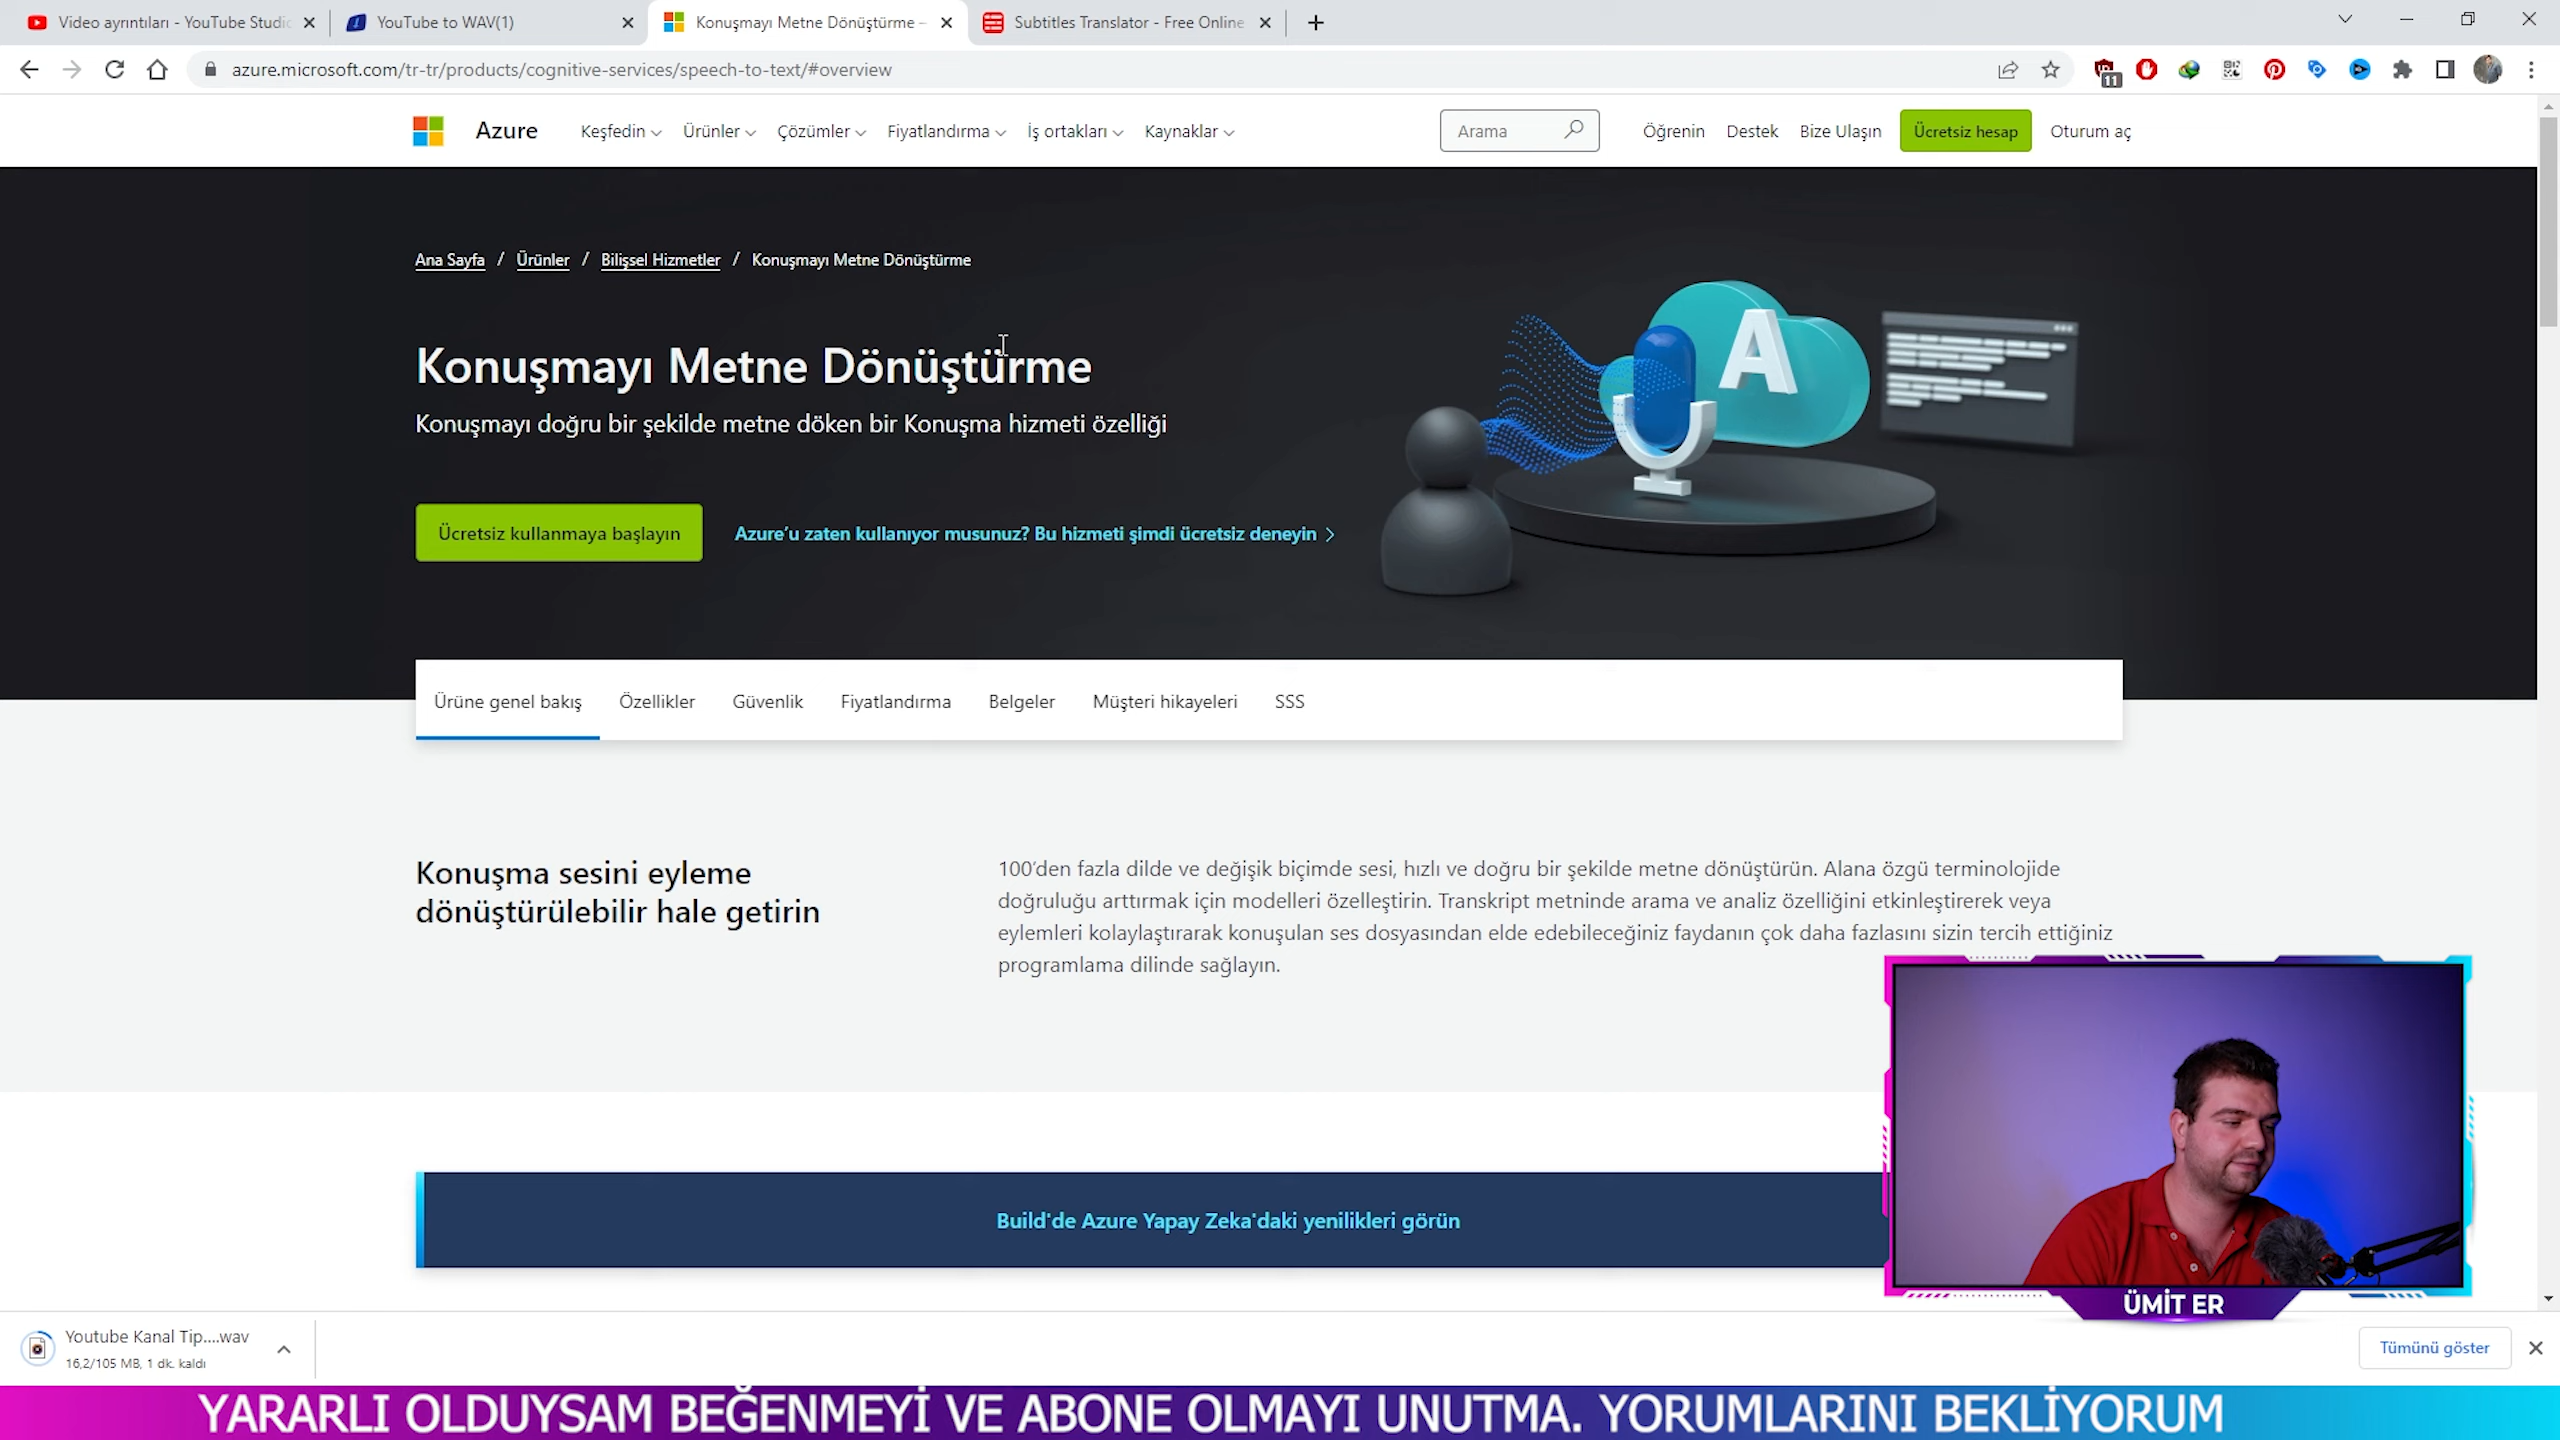 Video ayrıntıları - YouTube Studio
YouTube to WAV(1)
Konuşmayı Metne Dönüştürme –
Subtitles Translator - Free Online
azure.microsoft.com/tr-tr/products/cognitive-services/speech-to-text/#overview
11
Azure
Keşfedin
Ürünler
Çözümler
Fiyatlandırma
İş ortakları
Kaynaklar
Arama
Öğrenin
Destek
Bize Ulaşın
Ücretsiz hesap
Oturum aç
Ana Sayfa / Ürünler / Bilişsel Hizmetler / Konuşmayı Metne Dönüştürme
Konuşmayı Metne Dönüştürme
Konuşmayı doğru bir şekilde metne döken bir Konuşma hizmeti özelliği
A
Ücretsiz kullanmaya başlayın
Azure'u zaten kullanıyor musunuz? Bu hizmeti şimdi ücretsiz deneyin
Ürüne genel bakış
Özellikler
Güvenlik
Fiyatlandırma
Belgeler
Müşteri hikayeleri
SSS
Konuşma sesini eyleme
dönüştürülebilir hale getirin
100'den fazla dilde ve değişik biçimde sesi, hızlı ve doğru bir şekilde metne dönüştürün. Alana özgü terminolojide
doğruluğu arttırmak için modelleri özelleştirin. Transkript metninde arama ve analiz özelliğini etkinleştirerek veya
eylemleri kolaylaştırarak konuşulan ses dosyasından elde edebileceğiniz faydanın çok daha fazlasını sizin tercih ettiğiniz
programlama dilinde sağlayın.
Build'de Azure Yapay Zeka'daki yenilikleri görün
ÜMİT ER
Youtube Kanal Tip....wav
16,2/105 MB, 1 dk. kaldı
Tümünü göster
YARARLI OLDUYSAM BEĞENMEYİ VE ABONE OLMAYI UNUTMA. YORUMLARINI BEKLİYORUM